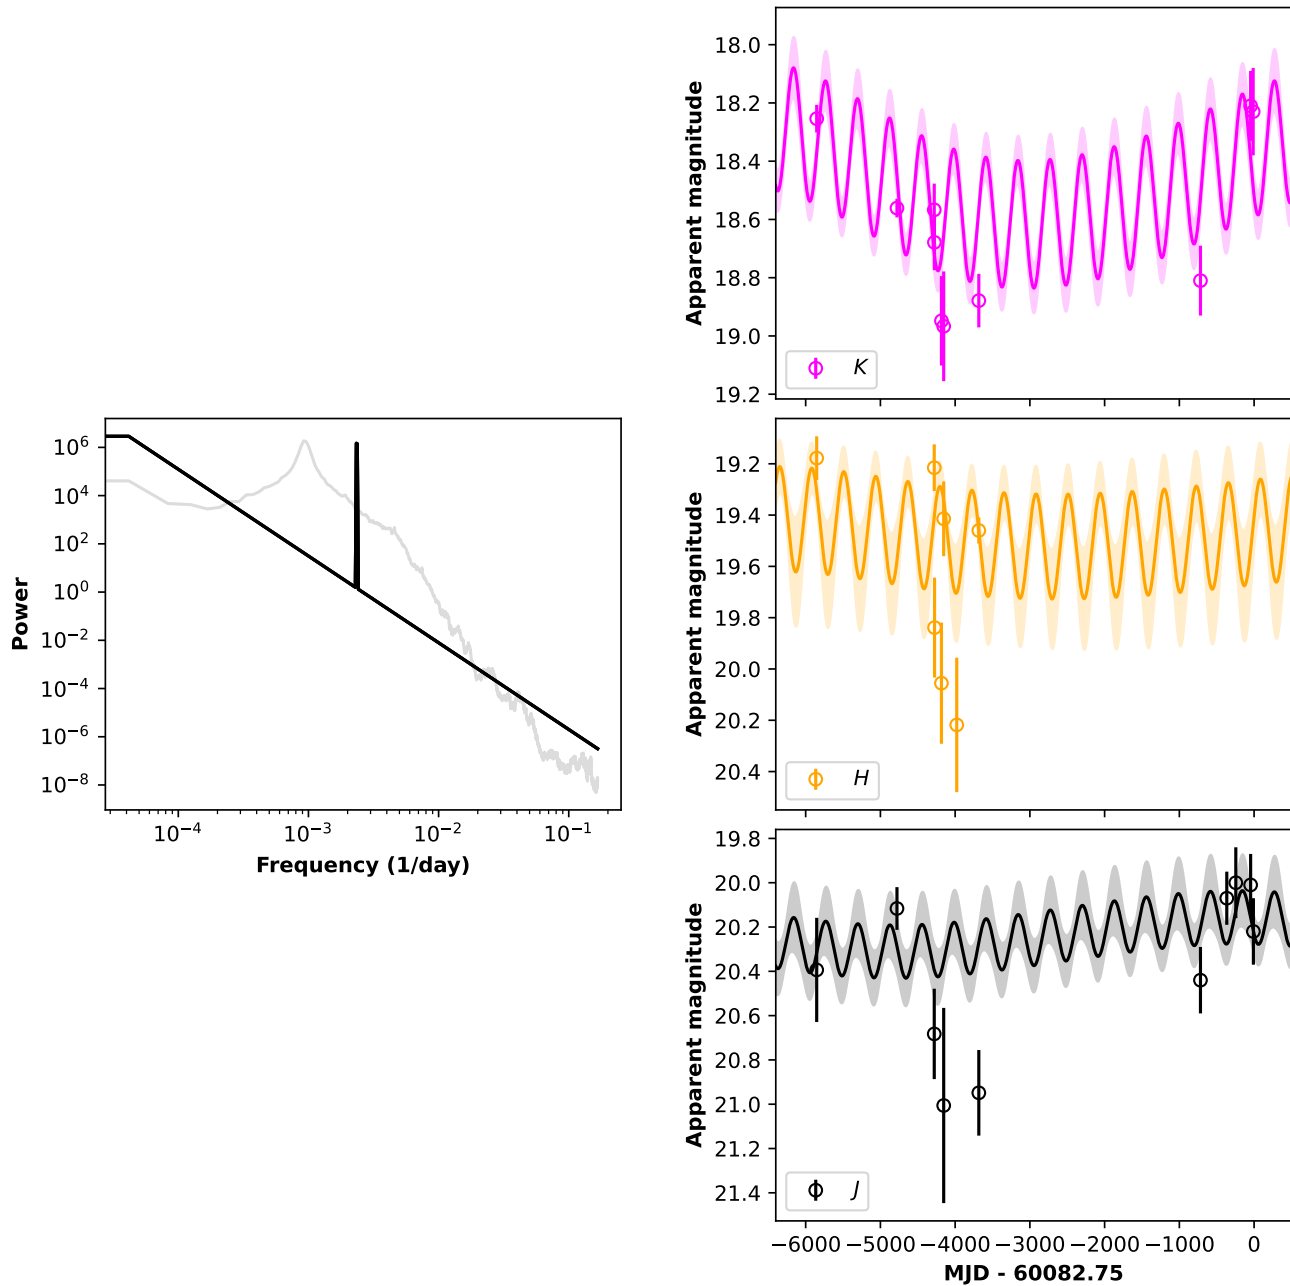 18.0
18.2
18.4
18.6
18.8
19.0
19.2
Apparent magnitude
K
10^6
10^4
10^2
10^0
10^−2
10^−4
10^−6
10^−8
Power
10^−4 10^−3 10^−2 10^−1
Frequency (1/day)
19.2
19.4
19.6
19.8
20.0
20.2
20.4
Apparent magnitude
H
19.8
20.0
20.2
20.4
20.6
20.8
21.0
21.2
21.4
Apparent magnitude
J
−6000 −5000 −4000 −3000 −2000 −1000 0
MJD - 60082.75